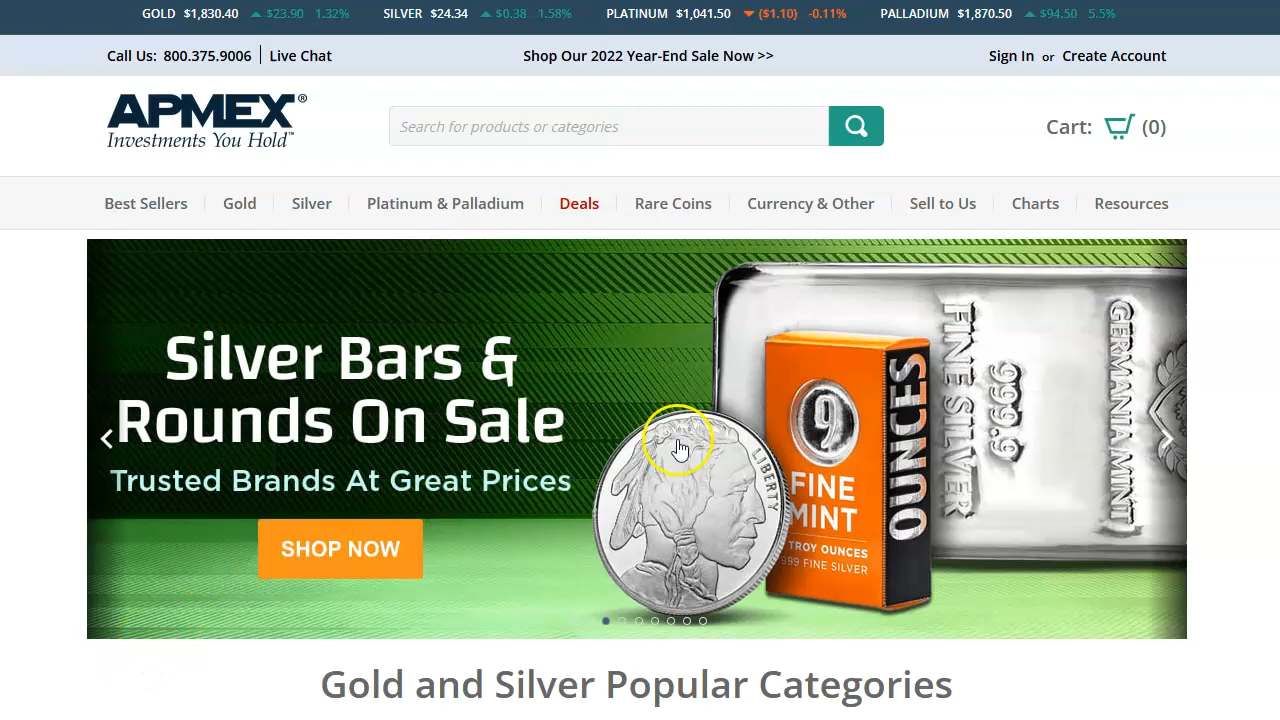 GOLD $1,830.40 $23.90 1.32% SILVER $24.34 $0.38 1.58% PLATINUM $1,041.50 ($1.10) -0.11% PALLADIUM $1,870.50 $94.50 5.5%
Call Us: 800.375.9006 Live Chat Shop Our 2022 Year-End Sale Now >> Sign In or Create Account
APMEX®
Investments You Hold™
Search for products or categories
Cart: (0)
Best Sellers Gold Silver Platinum & Palladium Deals Rare Coins Currency & Other Sell to Us Charts Resources
Silver Bars &
Rounds On Sale
Trusted Brands At Great Prices
SHOP NOW
LIBERTY
9
FINE
MINT
TROY OUNCES
999 FINE SILVER
OUNCES
FINE SILVER
999.9
GERMANIA MINT
Gold and Silver Popular Categories